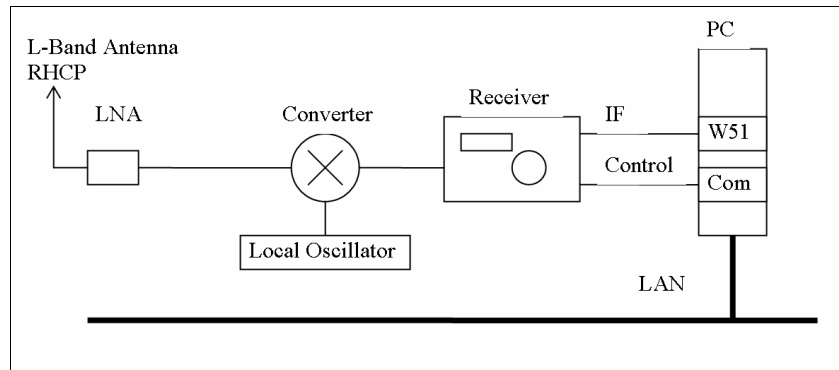 L-Band Antenna
RHCP
LNA
Converter
Receiver
IF
PC
W51
Control
Com
Local Oscillator
LAN